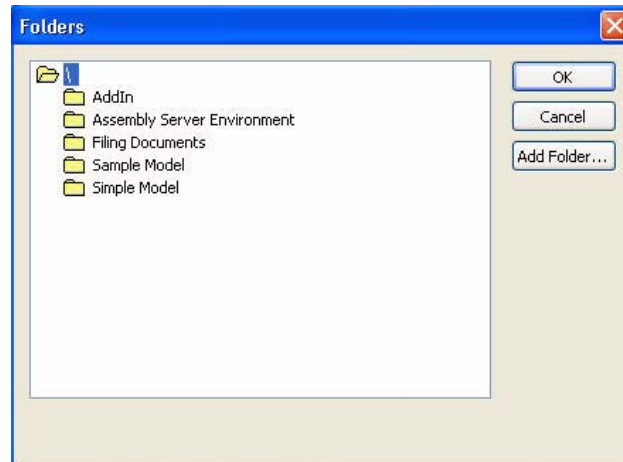 Folders
\
AddIn
Assembly Server Environment
Filing Documents
Sample Model
Simple Model
OK
Cancel
Add Folder...